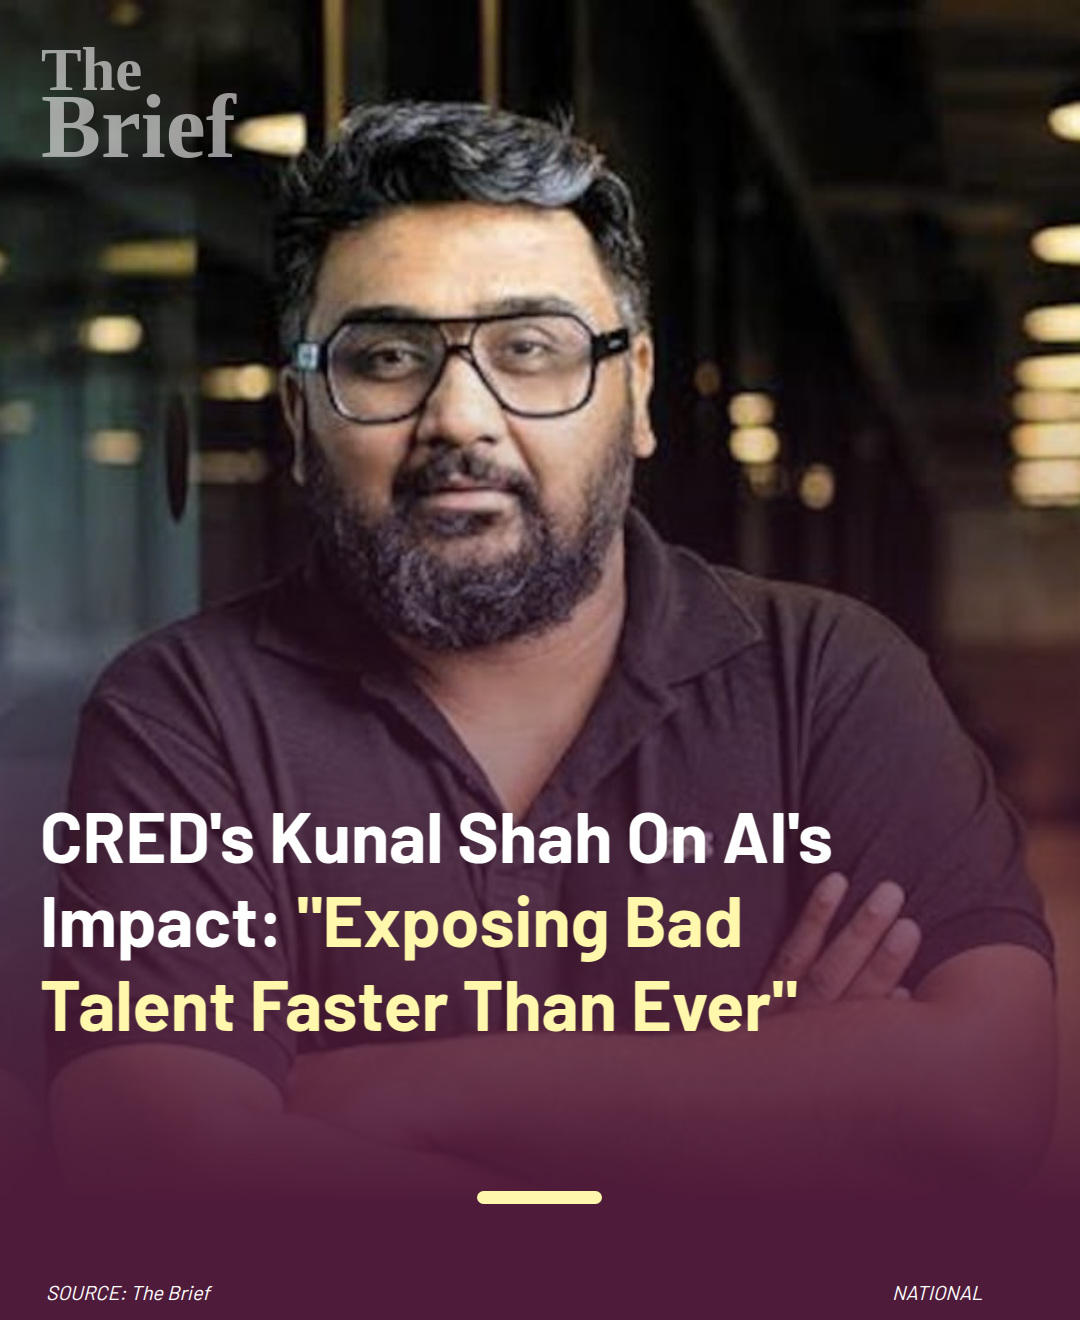 The
Brief
CRED's Kunal Shah On AI's
Impact: "Exposing Bad
Talent Faster Than Ever"
SOURCE: The Brief
NATIONAL